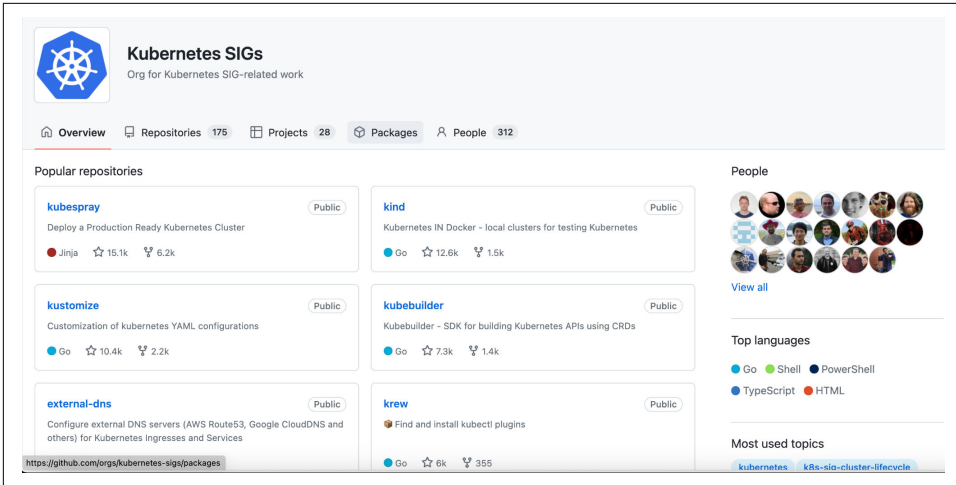 Kubernetes SIGs
Org for Kubernetes SIG-related work
Overview Repositories 175 Projects 28 Packages People 312
Popular repositories
kubespray Public
Deploy a Production Ready Kubernetes Cluster
Jinja 15.1k 6.2k
kind Public
Kubernetes IN Docker - local clusters for testing Kubernetes
Go 12.6k 1.5k
kustomize Public
Customization of kubernetes YAML configurations
Go 10.4k 2.2k
kubebuilder Public
Kubebuilder - SDK for building Kubernetes APIs using CRDs
Go 7.3k 1.4k
external-dns Public
Configure external DNS servers (AWS Route53, Google CloudDNS and
others) for Kubernetes Ingresses and Services
krew Public
📦 Find and install kubectl plugins
Go 6k 355
https://github.com/orgs/kubernetes-sigs/packages
People
View all
Top languages
Go Shell PowerShell
TypeScript HTML
Most used topics
kubernetes k8s-sig-cluster-lifecycle